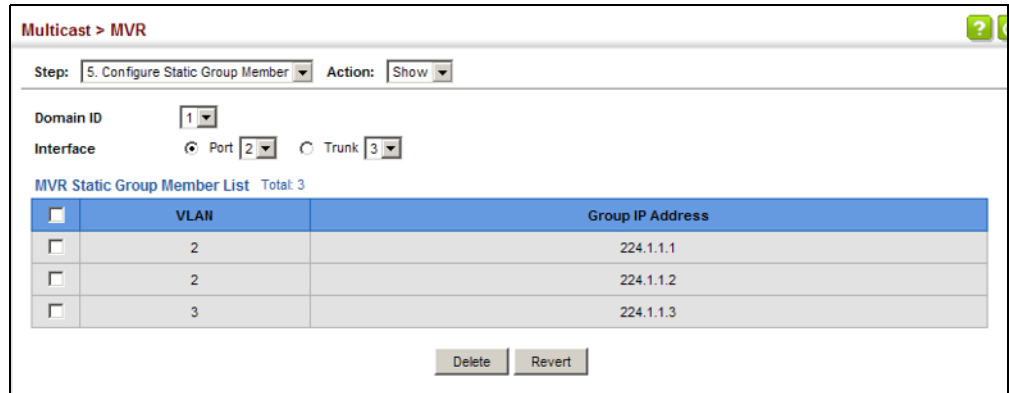 Multicast > MVR
?
Step: 5. Configure Static Group Member Action: Show
Domain ID 1
Interface Port 2 Trunk 3
MVR Static Group Member List Total: 3
VLAN Group IP Address
2 224.1.1.1
2 224.1.1.2
3 224.1.1.3
Delete Revert